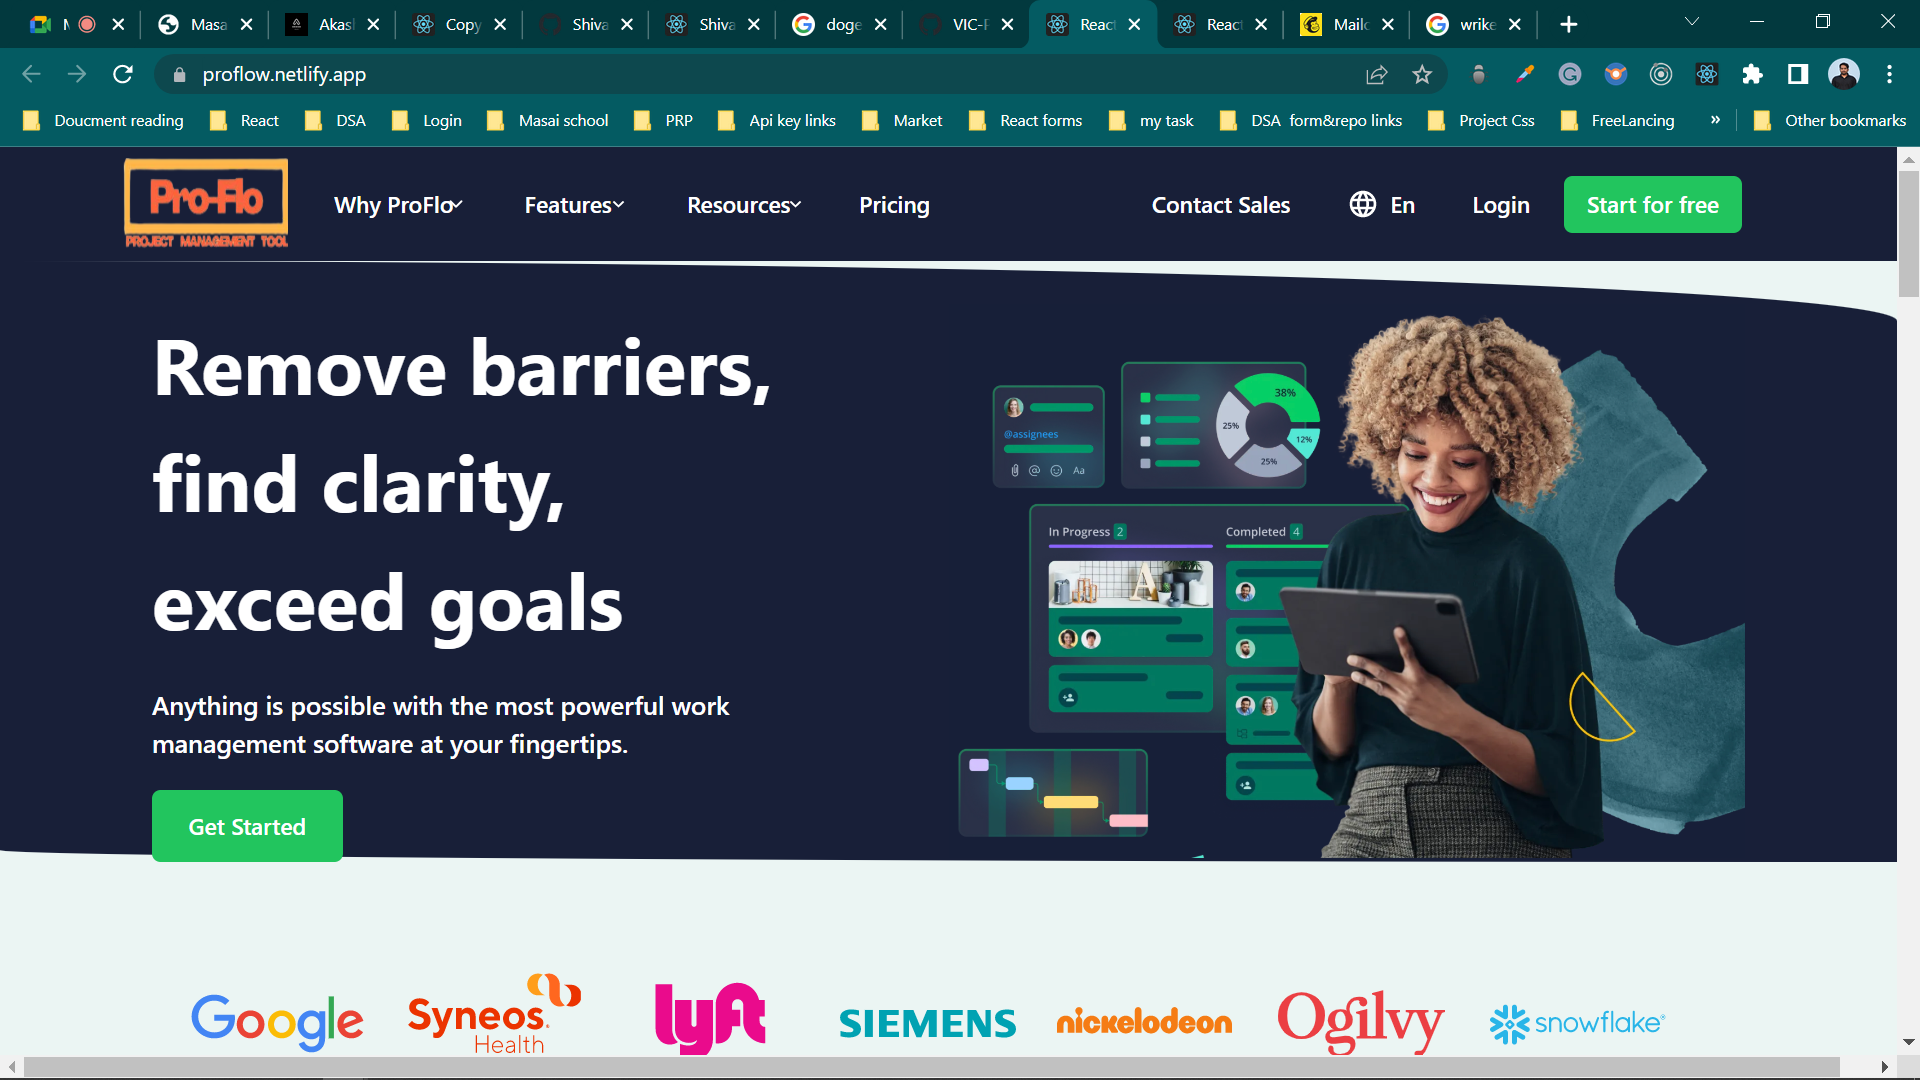 M
Masa
Akas
Copy
Shiva
Shiva
doge
VIC-F
React
React
Mailc
wrike
proflow.netlify.app
Doucment reading
React
DSA
Login
Masai school
PRP
Api key links
Market
React forms
my task
DSA form&repo links
Project Css
FreeLancing
»
Other bookmarks
Pro-Flo
PROJECT MANAGEMENT TOOL
Why ProFlo
Features
Resources
Pricing
Contact Sales
En
Login
Start for free
Remove barriers,
find clarity,
exceed goals
Anything is possible with the most powerful work
management software at your fingertips.
Get Started
@assignees
@ Aa
38%
25%
12%
25%
In Progress 2
Completed 4
A
Google
Syneos
Health
lyft
SIEMENS
nickelodeon
Ogilvy
snowflake